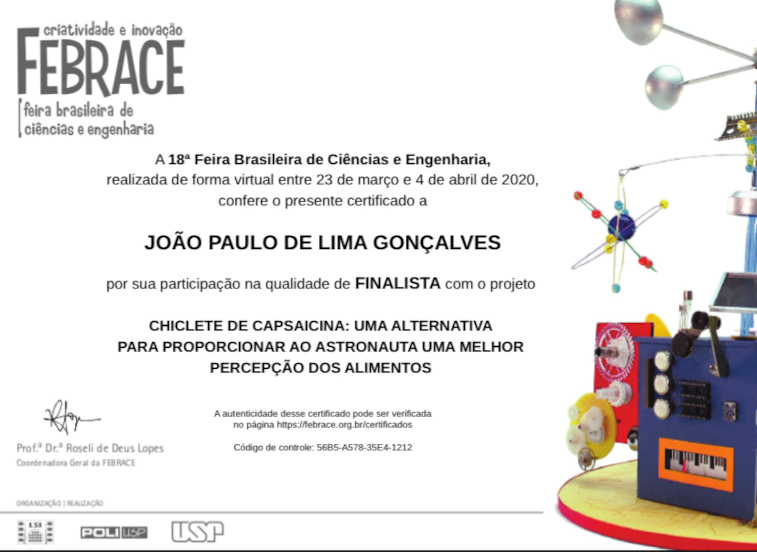 criatividade e inovação
FEBRACE
feira brasileira de
ciências e engenharia
A 18ª Feira Brasileira de Ciências e Engenharia,
realizada de forma virtual entre 23 de março e 4 de abril de 2020,
confere o presente certificado a
JOÃO PAULO DE LIMA GONÇALVES
por sua participação na qualidade de FINALISTA com o projeto
CHICLETE DE CAPSAICINA: UMA ALTERNATIVA
PARA PROPORCIONAR AO ASTRONAUTA UMA MELHOR
PERCEPÇÃO DOS ALIMENTOS
A autenticidade desse certificado pode ser verificada
no página https://febrace.org.br/certificados
Código de controle: 56B5-A578-35E4-1212
Prof.ª Dr.ª Roseli de Deus Lopes
Coordenadora Geral da FEBRACE
ORGANIZAÇÃO | REALIZAÇÃO
LSI POLI USP USP